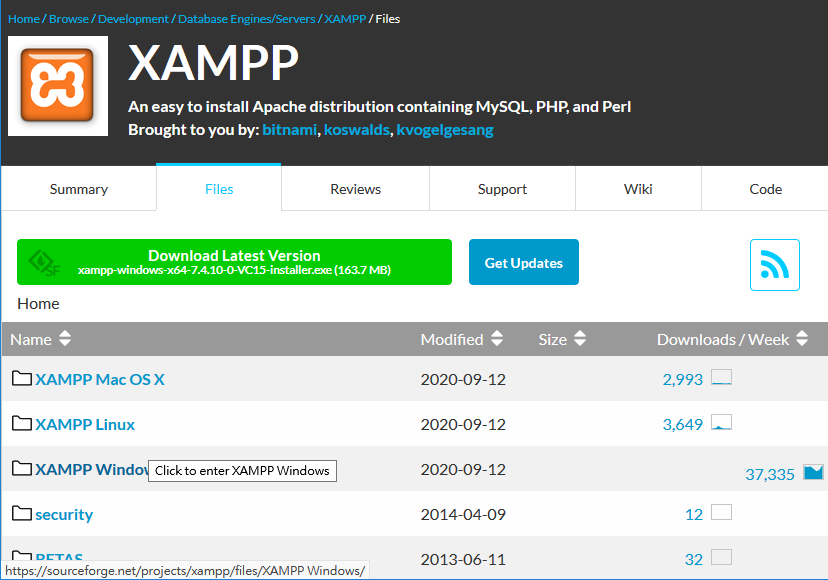 Home / Browse / Development / Database Engines/Servers / XAMPP / Files
XAMPP
An easy to install Apache distribution containing MySQL, PHP, and Perl
Brought to you by: bitnami, koswalds, kvogelgesang
Summary Files Reviews Support Wiki Code
Download Latest Version
xampp-windows-x64-7.4.10-0-VC15-installer.exe (163.7 MB)
Get Updates
SF
Home
Name Modified Size Downloads / Week
XAMPP Mac OS X 2020-09-12 2,993
XAMPP Linux 2020-09-12 3,649
XAMPP Window 2020-09-12 37,335
Click to enter XAMPP Windows
security 2014-04-09 12
BETAS 2013-06-11 32
https://sourceforge.net/projects/xampp/files/XAMPP Windows/